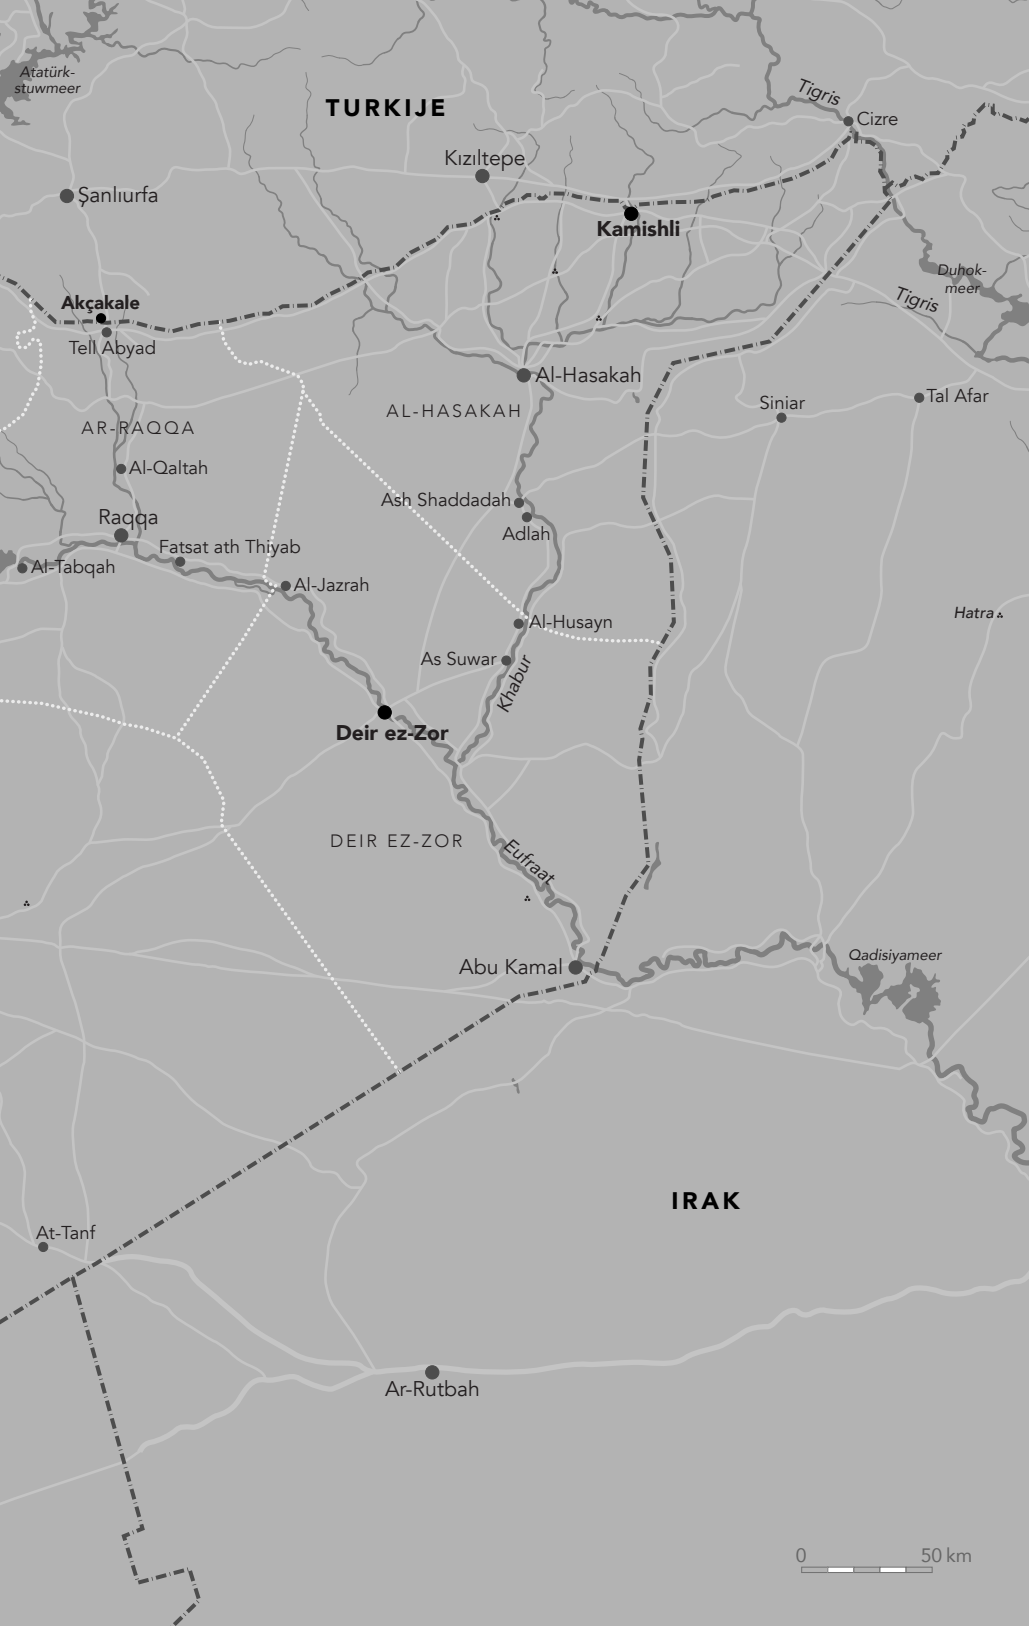 Atatürk-
stuwmeer
TURKIJE
Tigris
Cizre
Kızıltepe
Şanlıurfa
Kamishli
Duhok-
meer
Tigris
Akçakale
Tell Abyad
Al-Hasakah
AL-HASAKAH
Siniar
Tal Afar
AR-RAQQA
Al-Qaltah
Ash Shaddadah
Raqqa
Adlah
Fatsat ath Thiyab
Al-Tabqah
Al-Jazrah
Hatra
Al-Husayn
As Suwar
Khabur
Deir ez-Zor
DEIR EZ-ZOR
Eufraat
Qadisiyameer
Abu Kamal
IRAK
At-Tanf
Ar-Rutbah
0 50 km